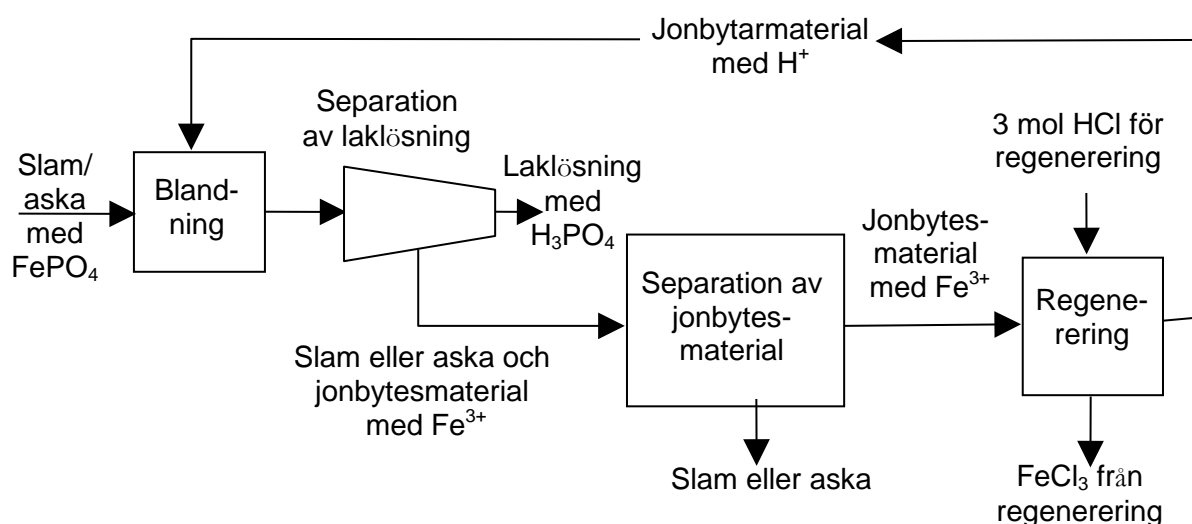 Jonbytarmaterial
med H⁺
Separation
av laklösning
3 mol HCl för
regenerering
Slam/
aska
med
FePO₄
Bland-
ning
Laklösning
med
H₃PO₄
Jonbytes-
material
med Fe³⁺
Separation av
jonbytes-
material
Regene-
rering
Slam eller aska och
jonbytesmaterial
med Fe³⁺
Slam eller aska
FeCl₃ från
regenerering